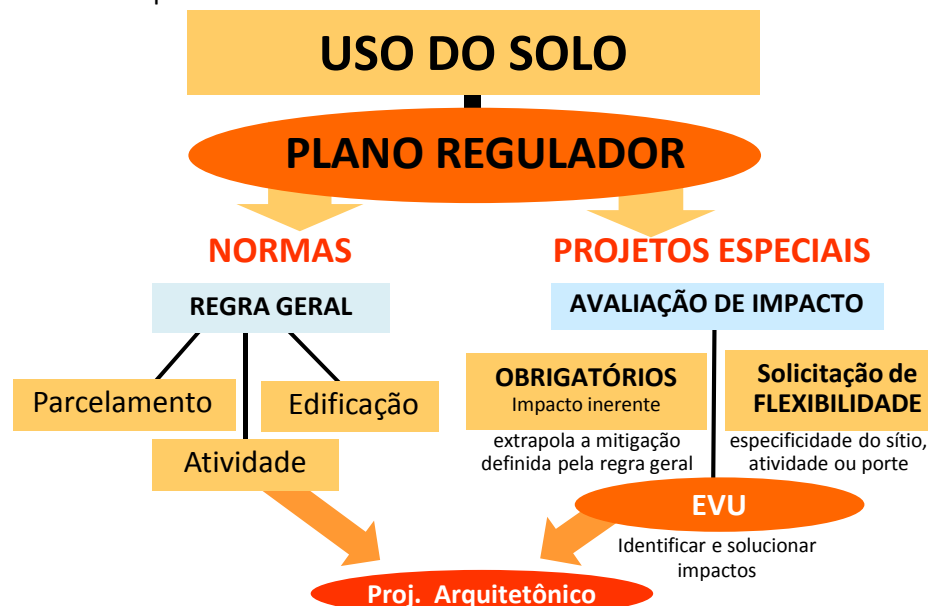 USO DO SOLO
PLANO REGULADOR
NORMAS
REGRA GERAL
Parcelamento
Edificação
Atividade
PROJETOS ESPECIAIS
AVALIAÇÃO DE IMPACTO
OBRIGATÓRIOS
Impacto inerente
extrapola a mitigação
definida pela regra geral
Solicitação de
FLEXIBILIDADE
especificidade do sítio,
atividade ou porte
EVU
Identificar e solucionar
impactos
Proj. Arquitetônico